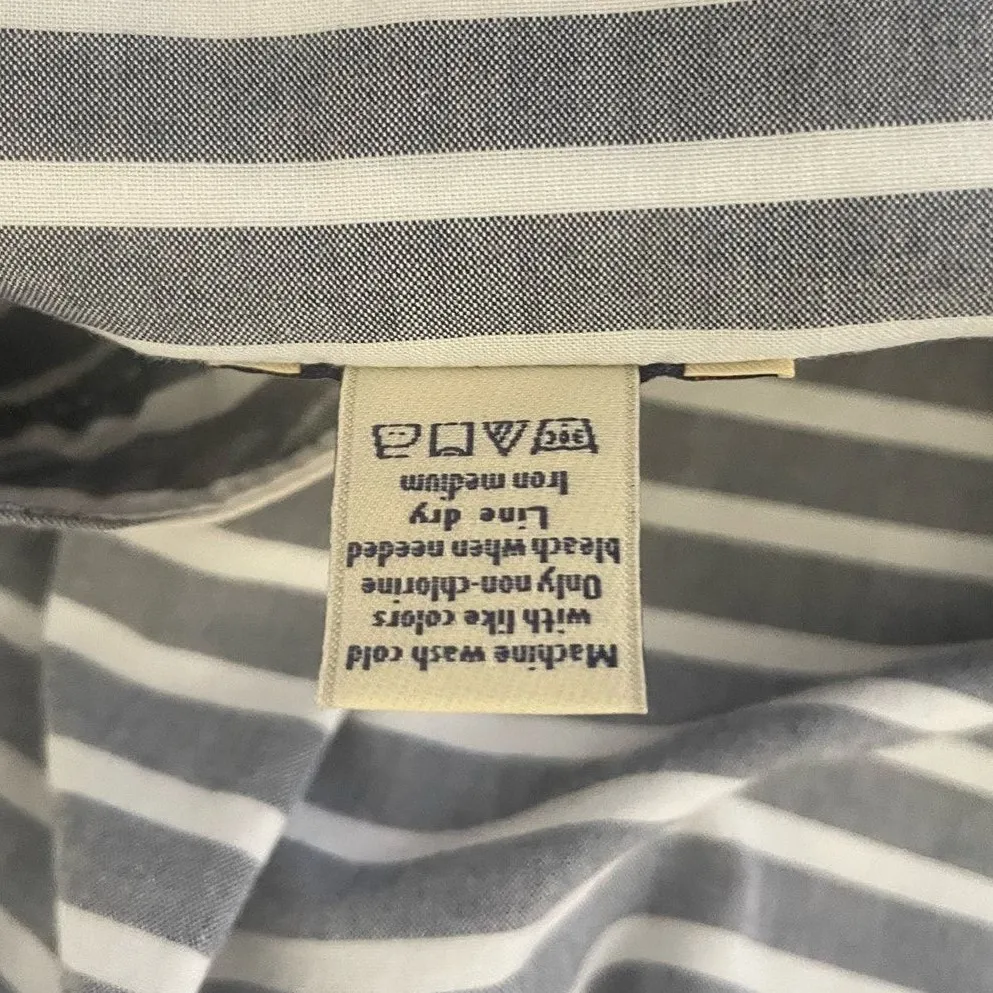 Machine wash cold
with like colors
Only non-chlorine
bleach when needed
Line dry
Iron medium
30C